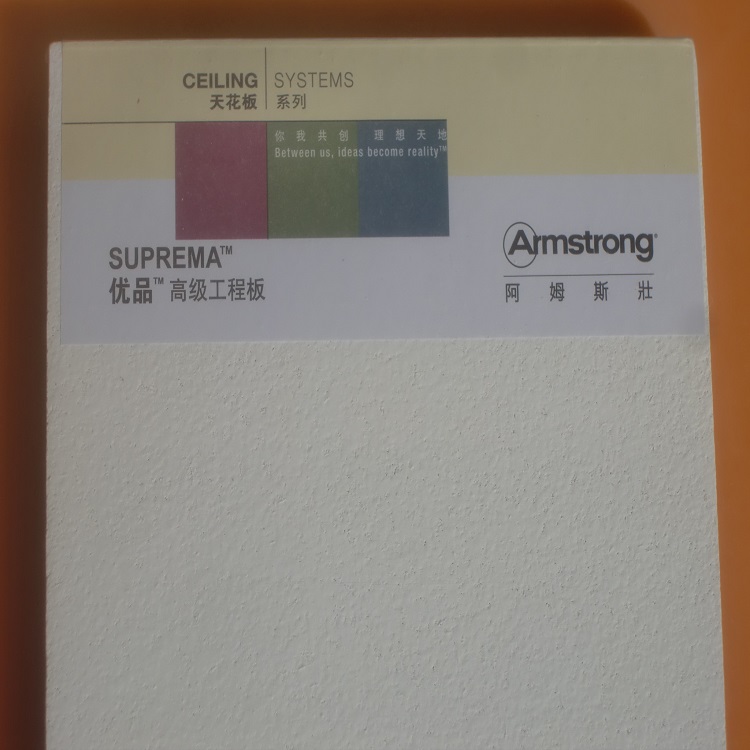 CEILING SYSTEMS
天花板 系列
你我共创 理想天地
Between us, ideas become reality™
SUPREMA™
优品™高级工程板
Armstrong®
阿姆斯壮